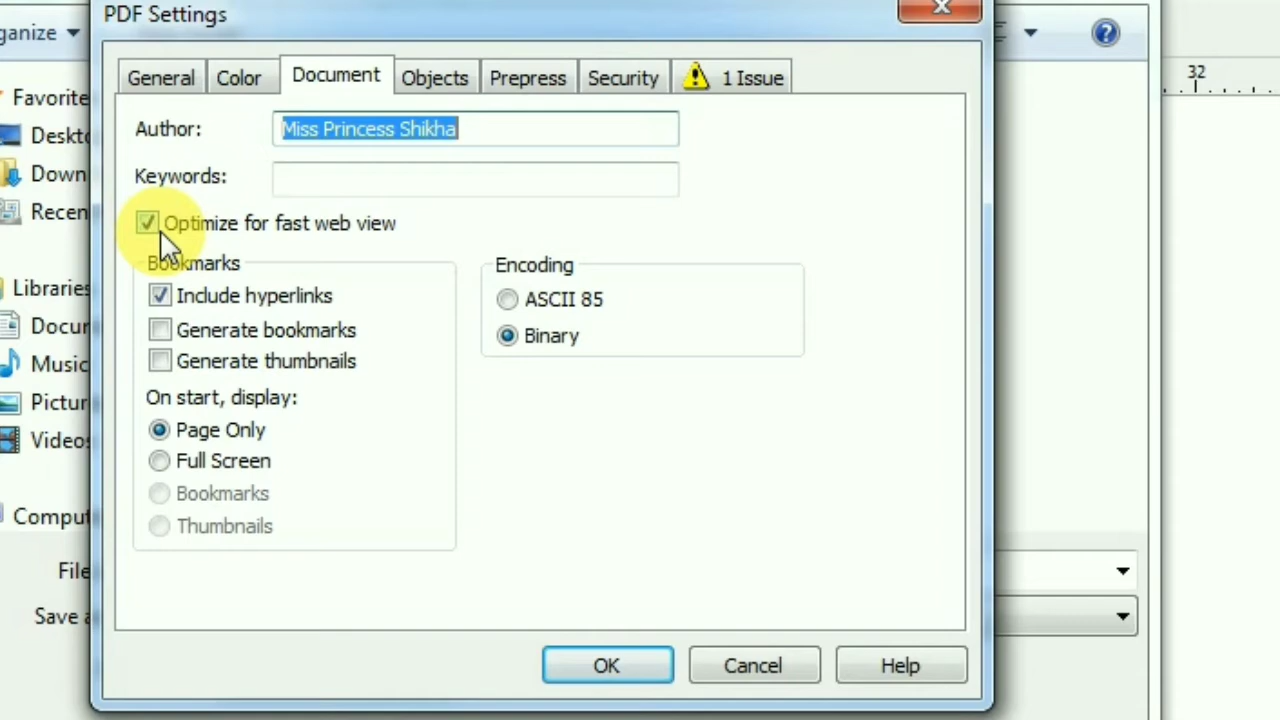 PDF Settings
ganize
32
General
Color
Document
Objects
Prepress
Security
1 Issue
Favorite
Deskto
Down
Recen
Libraries
Docur
Music
Pictur
Videos
Comput
File
Save a
Author:
Miss Princess Shikha
Keywords:
Optimize for fast web view
Bookmarks
Include hyperlinks
Generate bookmarks
Generate thumbnails
On start, display:
Page Only
Full Screen
Bookmarks
Thumbnails
Encoding
ASCII 85
Binary
OK
Cancel
Help